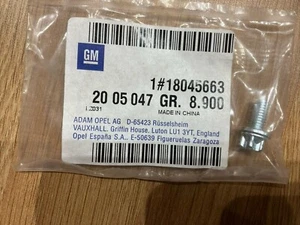 GM
1#18045663
20 05 047 GR. 8.900
MADE IN CHINA
ADAM OPEL AG D-65423 Rüsselsheim
VAUXHALL. Griffin House, Luton LU1 3YT, England
Opel España S.A., E-50639 Figueruelas Zaragoza